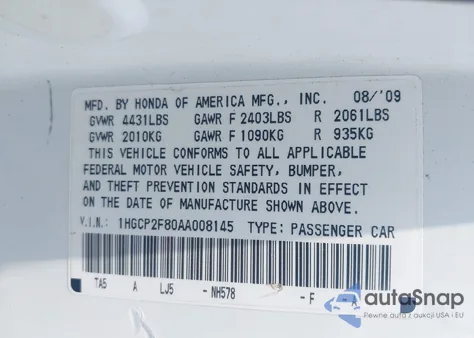 MFD. BY HONDA OF AMERICA MFG., INC. 08/'09
GVWR 4431LBS GAWR F 2403LBS R 2061LBS
GVWR 2010KG GAWR F 1090KG R 935KG
THIS VEHICLE CONFORMS TO ALL APPLICABLE
FEDERAL MOTOR VEHICLE SAFETY, BUMPER,
AND THEFT PREVENTION STANDARDS IN EFFECT
ON THE DATE OF MANUFACTURE SHOWN ABOVE.
V.I.N.: 1HGCP2F80AA008145 TYPE: PASSENGER CAR
TA5 A LJ5 -NH578 -F
autoSnap
Pewne auta z USA i EU